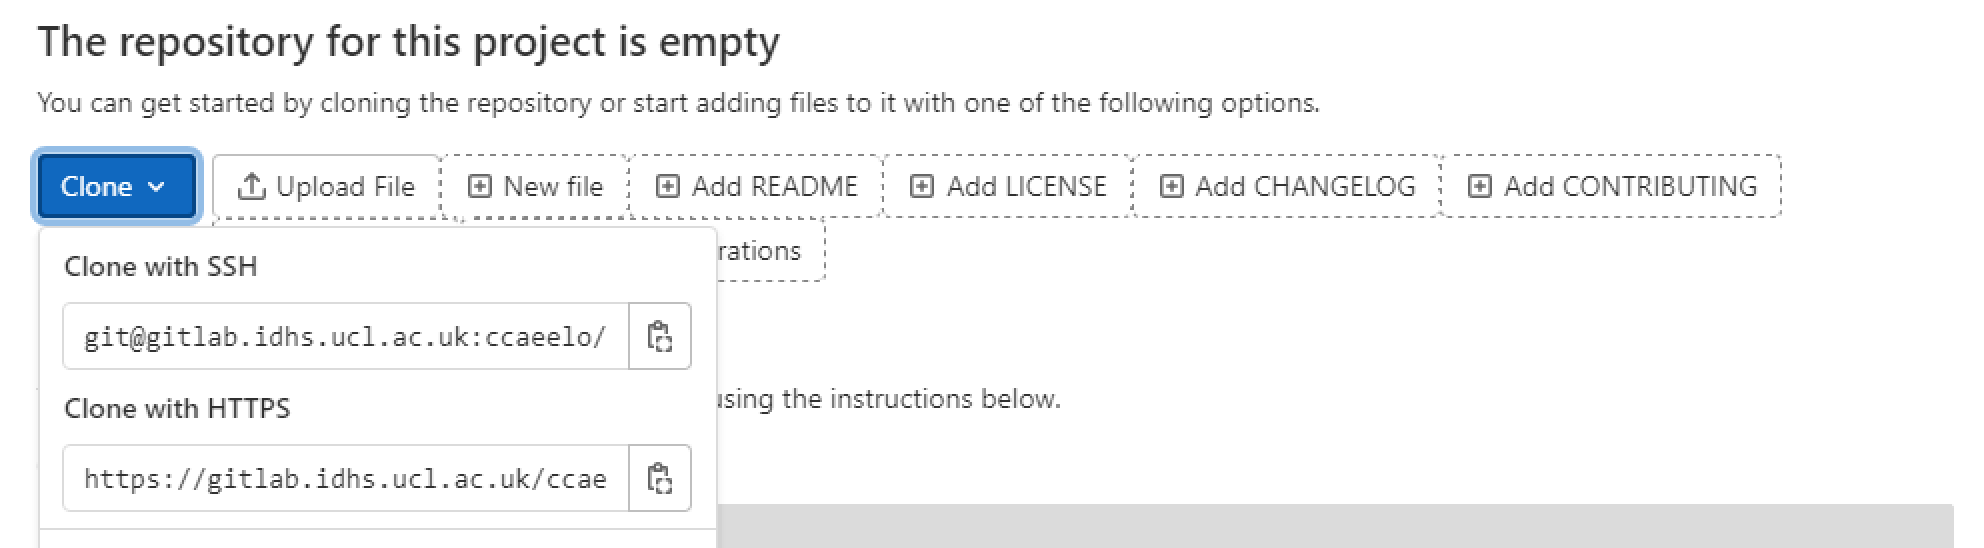 The repository for this project is empty
You can get started by cloning the repository or start adding files to it with one of the following options.
Clone Upload File New file Add README Add LICENSE Add CHANGELOG Add CONTRIBUTING
rations
Clone with SSH
git@gitlab.idhs.ucl.ac.uk:ccaeelo/
using the instructions below.
Clone with HTTPS
https://gitlab.idhs.ucl.ac.uk/ccae